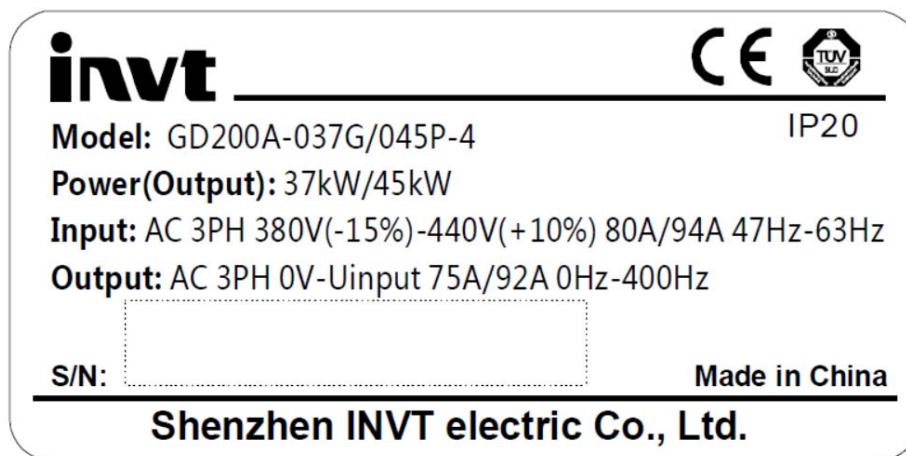 invt
CE
TÜV
IP20
Model: GD200A-037G/045P-4
Power(Output): 37kW/45kW
Input: AC 3PH 380V(-15%)-440V(+10%) 80A/94A 47Hz-63Hz
Output: AC 3PH 0V-Uinput 75A/92A 0Hz-400Hz
S/N:
Made in China
Shenzhen INVT electric Co., Ltd.